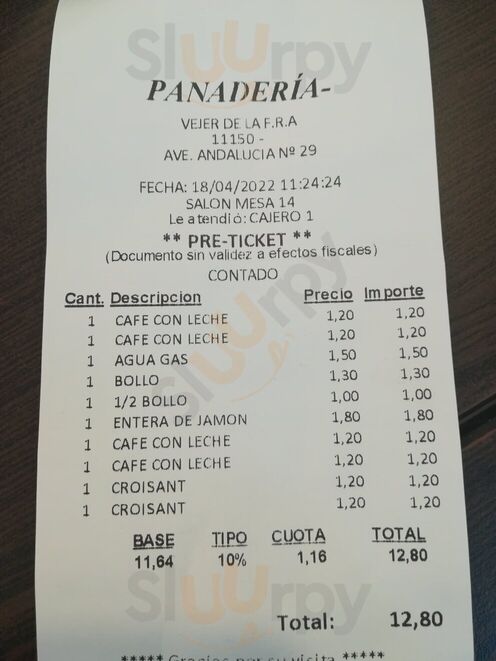 Sluurpy
PANADERÍA-
VEJER DE LA F.R.A
11150 -
AVE. ANDALUCIA Nº 29
FECHA: 18/04/2022 11:24:24
SALON MESA 14
Le atendió: CAJERO 1
** PRE-TICKET **
(Documento sin validez a efectos fiscales)
CONTADO
Cant. Descripcion Precio Importe
1 CAFE CON LECHE 1,20 1,20
1 CAFE CON LECHE 1,20 1,20
1 AGUA GAS 1,50 1,50
1 BOLLO 1,30 1,30
1 1/2 BOLLO 1,00 1,00
1 ENTERA DE JAMON 1,80 1,80
1 CAFE CON LECHE 1,20 1,20
1 CAFE CON LECHE 1,20 1,20
1 CROISANT 1,20 1,20
1 CROISANT 1,20 1,20
BASE TIPO CUOTA TOTAL
11,64 10% 1,16 12,80
Sluurpy
Total: 12,80
***** Gracias por su visita *****